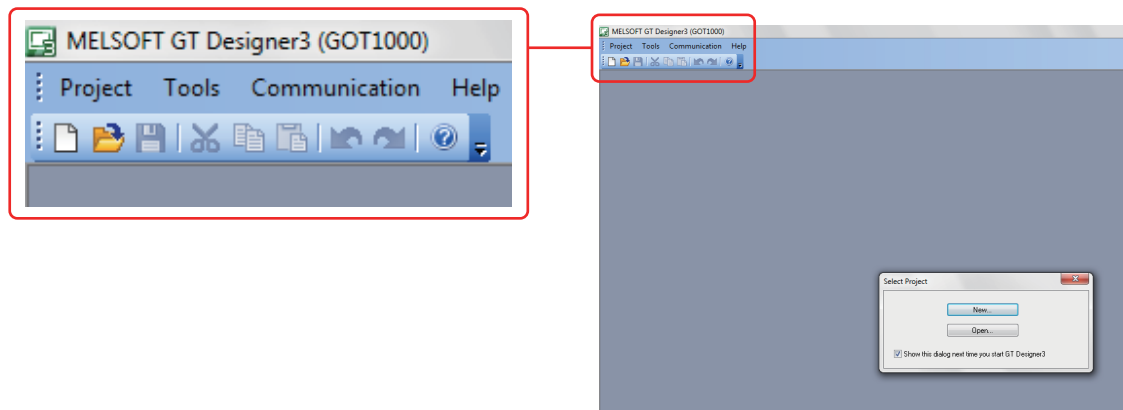 MELSOFT GT Designer3 (GOT1000)
Project Tools Communication Help
MELSOFT GT Designer3 (GOT1000)
Project Tools Communication Help
Select Project
New...
Open...
Show this dialog next time you start GT Designer3